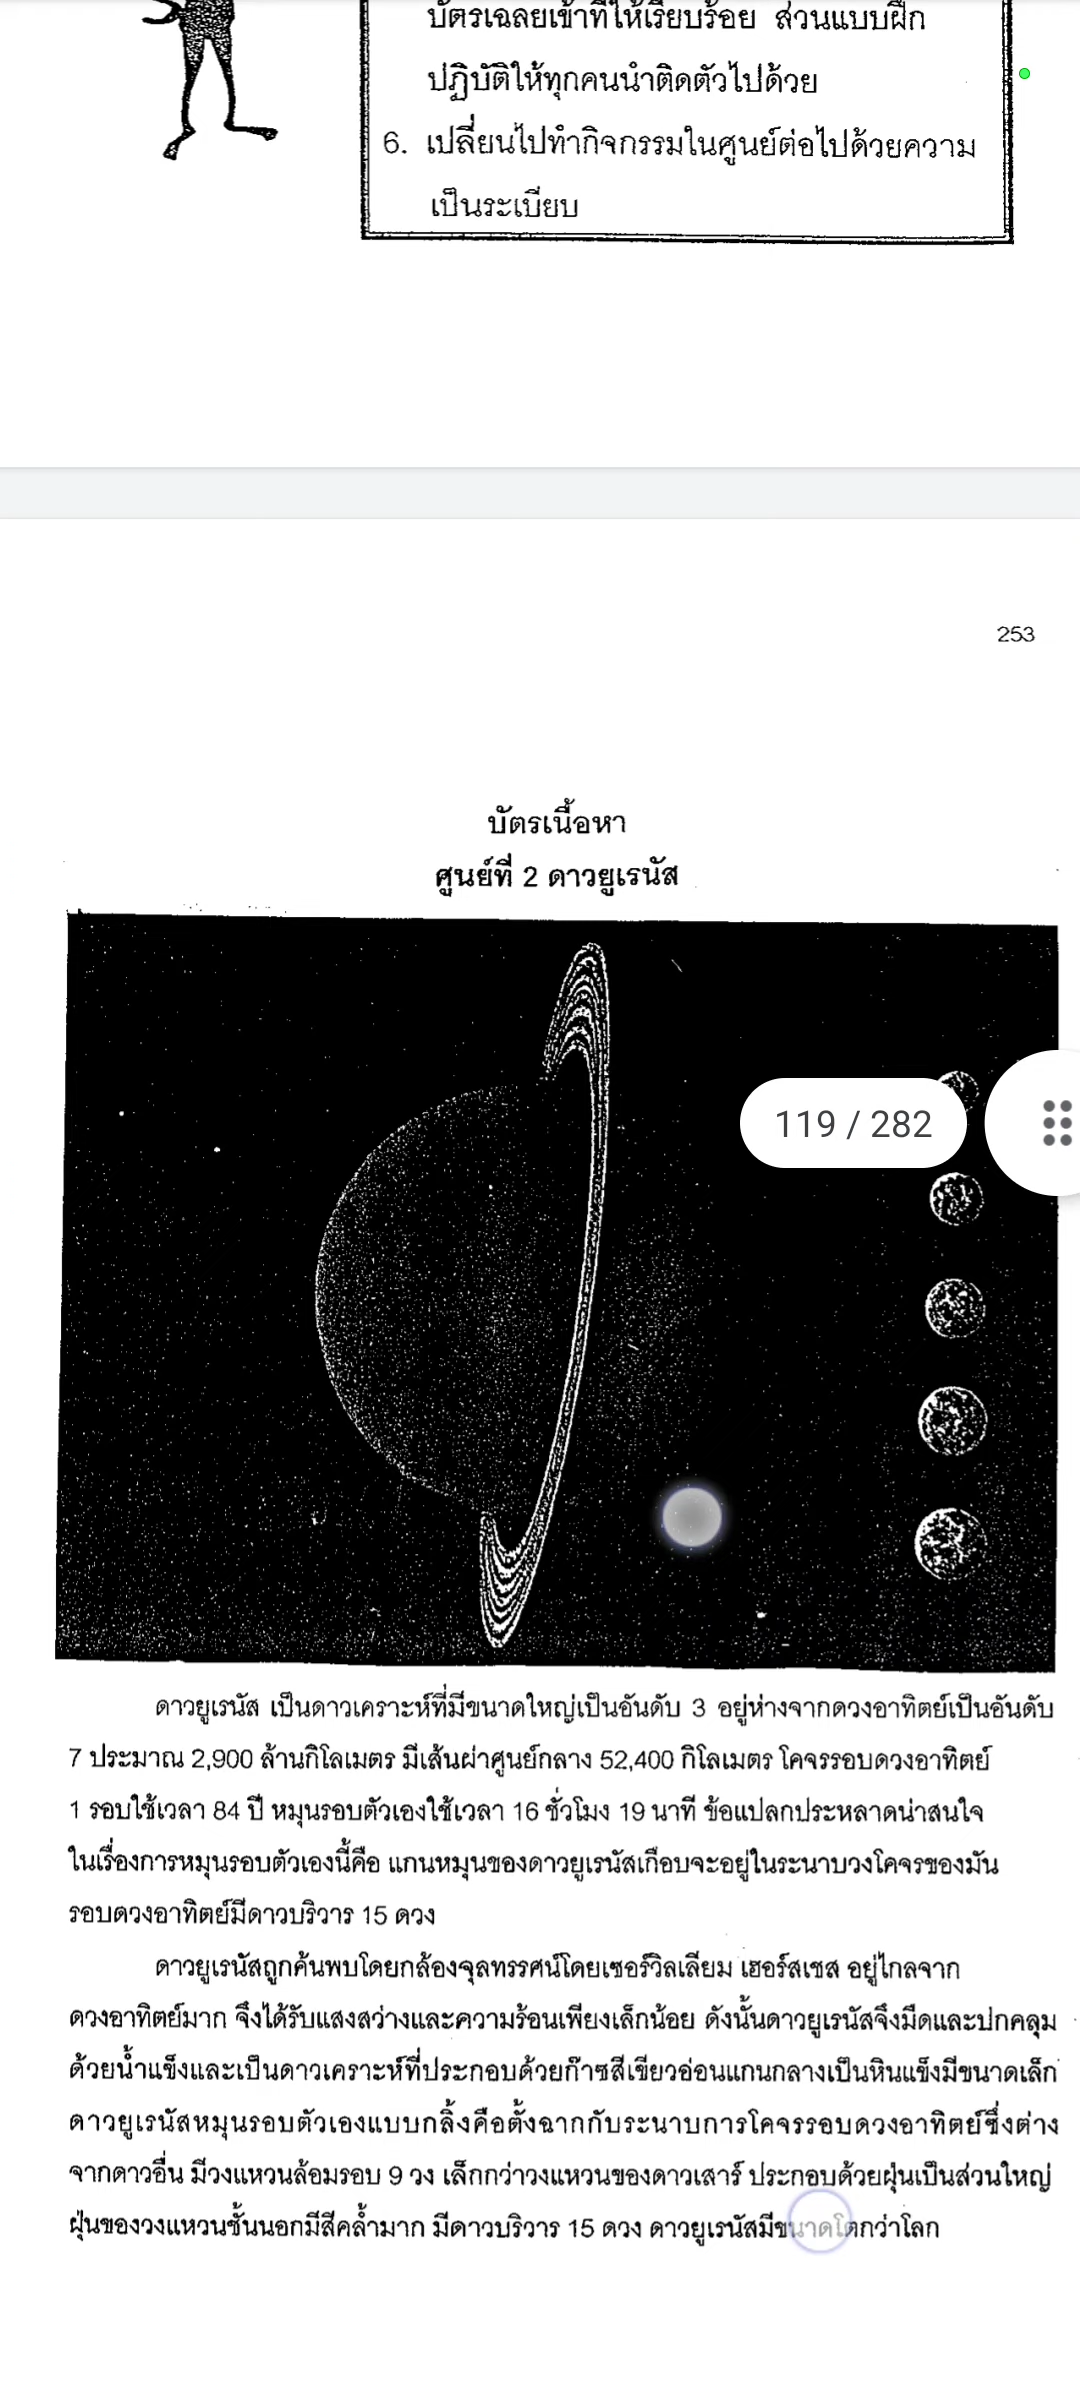 บัตรเฉลยเข้าที่ให้เรียบร้อย ส่วนแบบฝึก
ปฏิบัติให้ทุกคนนำติดตัวไปด้วย
6. เปลี่ยนไปทำกิจกรรมในศูนย์ต่อไปด้วยความ
เป็นระเบียบ
253
บัตรเนื้อหา
ศูนย์ที่ 2 ดาวยูเรนัส
119 / 282
ดาวยูเรนัส เป็นดาวเคราะห์ที่มีขนาดใหญ่เป็นอันดับ 3 อยู่ห่างจากดวงอาทิตย์เป็นอันดับ
7 ประมาณ 2,900 ล้านกิโลเมตร มีเส้นผ่าศูนย์กลาง 52,400 กิโลเมตร โคจรรอบดวงอาทิตย์
1 รอบใช้เวลา 84 ปี หมุนรอบตัวเองใช้เวลา 16 ชั่วโมง 19 นาที ข้อแปลกประหลาดน่าสนใจ
ในเรื่องการหมุนรอบตัวเองนี้คือ แกนหมุนของดาวยูเรนัสเกือบจะอยู่ในระนาบวงโคจรของมัน
รอบดวงอาทิตย์มีดาวบริวาร 15 ดวง
ดาวยูเรนัสถูกค้นพบโดยกล้องจุลทรรศน์โดยเซอร์วิลเลียม เฮอร์สเชส อยู่ไกลจาก
ดวงอาทิตย์มาก จึงได้รับแสงสว่างและความร้อนเพียงเล็กน้อย ดังนั้นดาวยูเรนัสจึงมืดและปกคลุม
ด้วยน้ำแข็งและเป็นดาวเคราะห์ที่ประกอบด้วยก๊าซสีเขียวอ่อนแกนกลางเป็นหินแข็งมีขนาดเล็ก
ดาวยูเรนัสหมุนรอบตัวเองแบบกลิ้งคือตั้งฉากกับระนาบการโคจรรอบดวงอาทิตย์ซึ่งต่าง
จากดาวอื่น มีวงแหวนล้อมรอบ 9 วง เล็กกว่าวงแหวนของดาวเสาร์ ประกอบด้วยฝุ่นเป็นส่วนใหญ่
ฝุ่นของวงแหวนชั้นนอกมีสีคล้ำมาก มีดาวบริวาร 15 ดวง ดาวยูเรนัสมีขนาดโตกว่าโลก